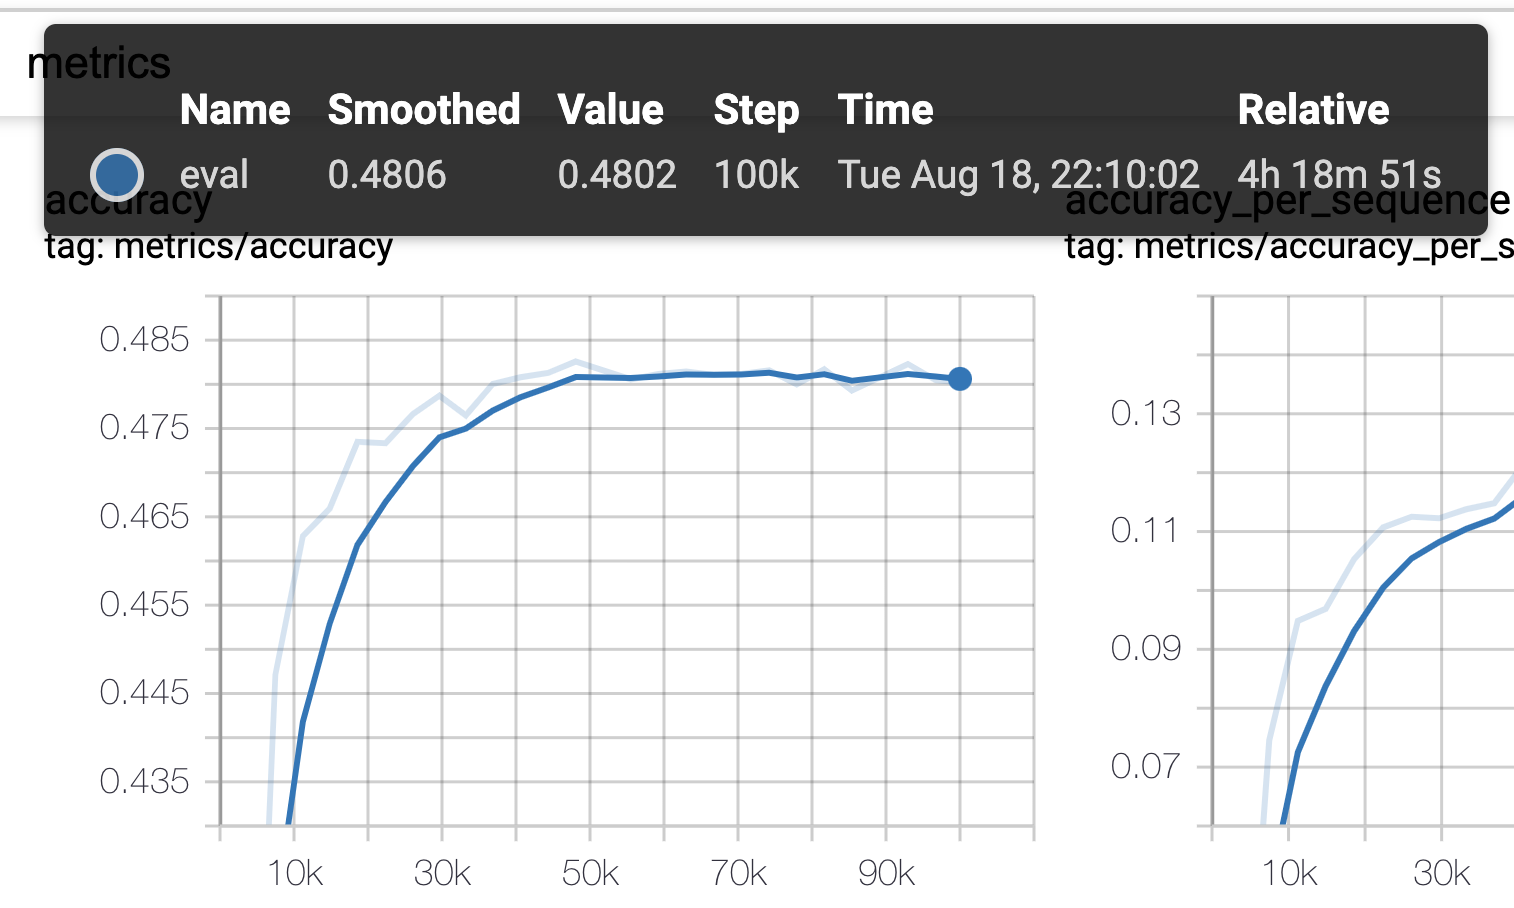 metrics
Name Smoothed Value Step Time Relative
eval 0.4806 0.4802 100k Tue Aug 18, 22:10:02 4h 18m 51s
accuracy
tag: metrics/accuracy
0.485
0.475
0.465
0.455
0.445
0.435
10k 30k 50k 70k 90k
accuracy_per_sequence
tag: metrics/accuracy_per_s
0.13
0.11
0.09
0.07
10k 30k